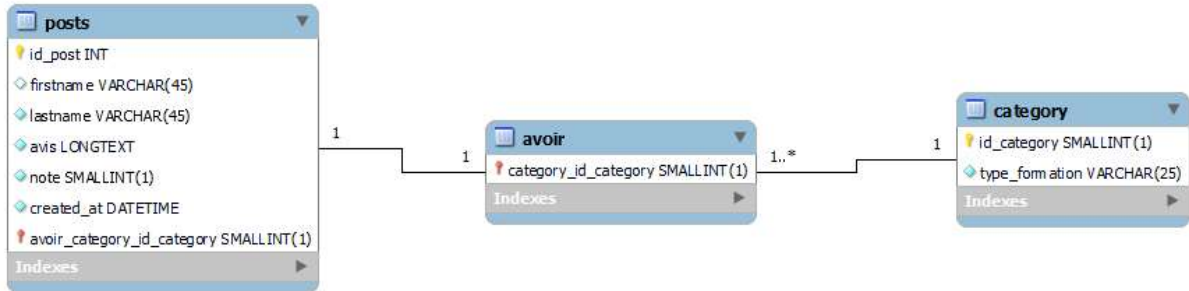 posts
id_post INT
firstname VARCHAR(45)
lastname VARCHAR(45)
avis LONGTEXT
note SMALLINT(1)
created_at DATETIME
avoir_category_id_category SMALLINT(1)
Indexes
1
1
avoir
category_id_category SMALLINT(1)
Indexes
1..*
1
category
id_category SMALLINT(1)
type_formation VARCHAR(25)
Indexes